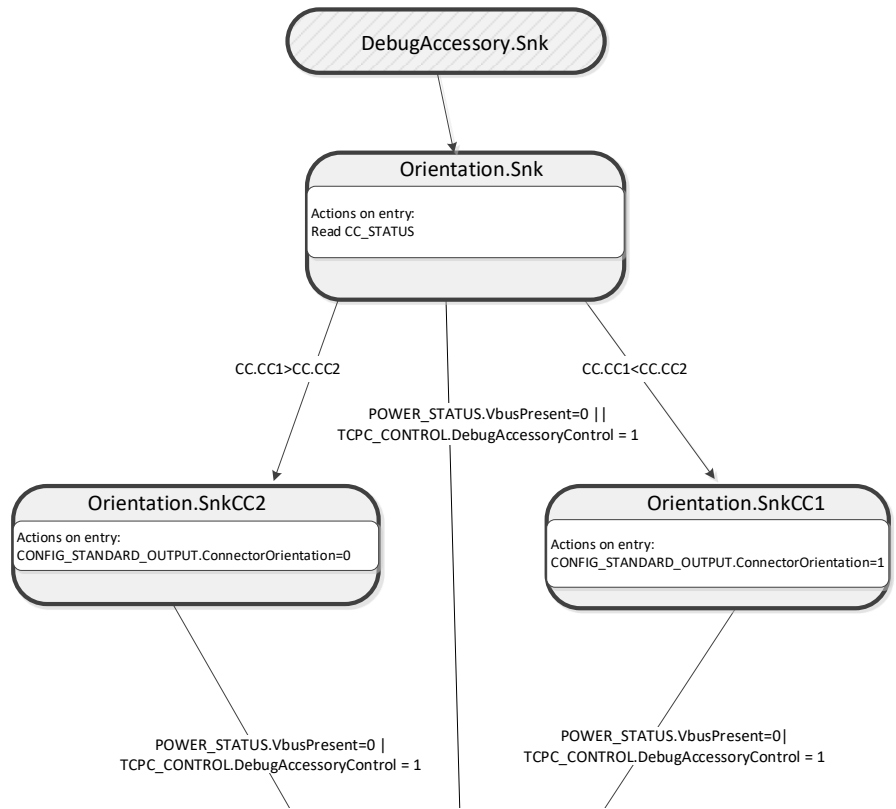 DebugAccessory.Snk
Orientation.Snk
Actions on entry:
Read CC_STATUS
CC.CC1>CC.CC2
CC.CC1<CC.CC2
POWER_STATUS.VbusPresent=0 ||
TCPC_CONTROL.DebugAccessoryControl = 1
Orientation.SnkCC2
Actions on entry:
CONFIG_STANDARD_OUTPUT.ConnectorOrientation=0
Orientation.SnkCC1
Actions on entry:
CONFIG_STANDARD_OUTPUT.ConnectorOrientation=1
POWER_STATUS.VbusPresent=0 |
TCPC_CONTROL.DebugAccessoryControl = 1
POWER_STATUS.VbusPresent=0|
TCPC_CONTROL.DebugAccessoryControl = 1